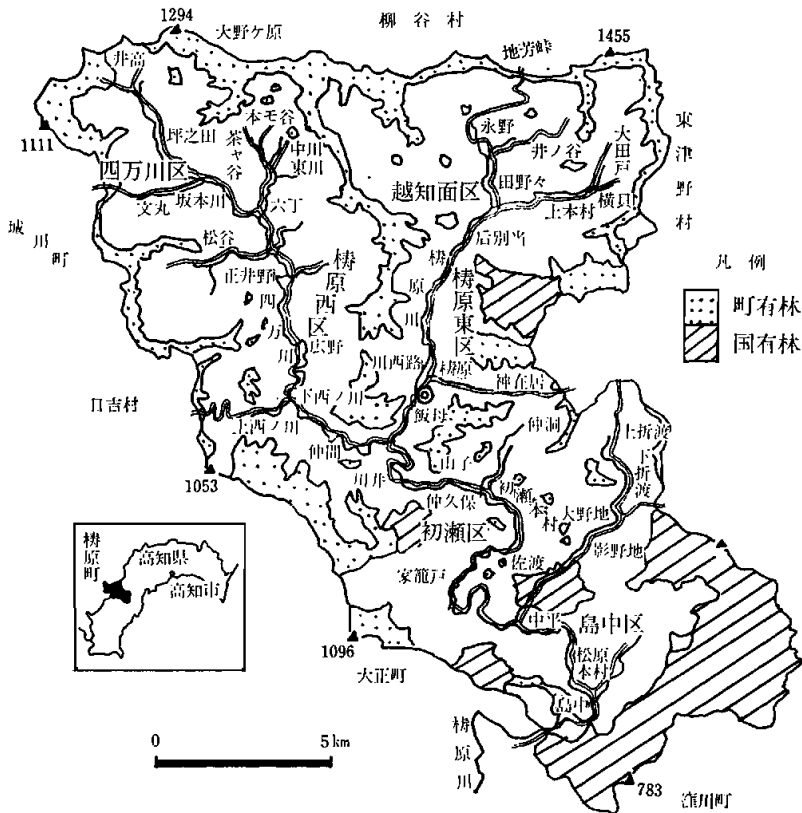 1294
大野ケ原
柳谷村
地芳峠
1455
井高
本モ谷
茶ヶ谷
中川
東川
永野
井ノ谷
大田戸
東津野村
1111
坪之田
四万川区
越知面区
田野々
横貝
上本村
文丸
坂本川
六丁
后別当
城川町
松谷
正井野
梼原西区
梼原川
梼原東区
凡例
町有林
国有林
四万川
広野
川西路
梼原
神在居
日吉村
下西ノ川
飯母
上西ノ川
仲間
川井
山子
仲洞
上折渡
下折渡
1053
仲久保
初瀬本村
大野地
初瀬区
影野地
梼原町
高知県
高知市
家籠戸
佐渡
中平
島中区
1096
松原本村
大正町
島中
梼原川
0
5km
783
窪川町